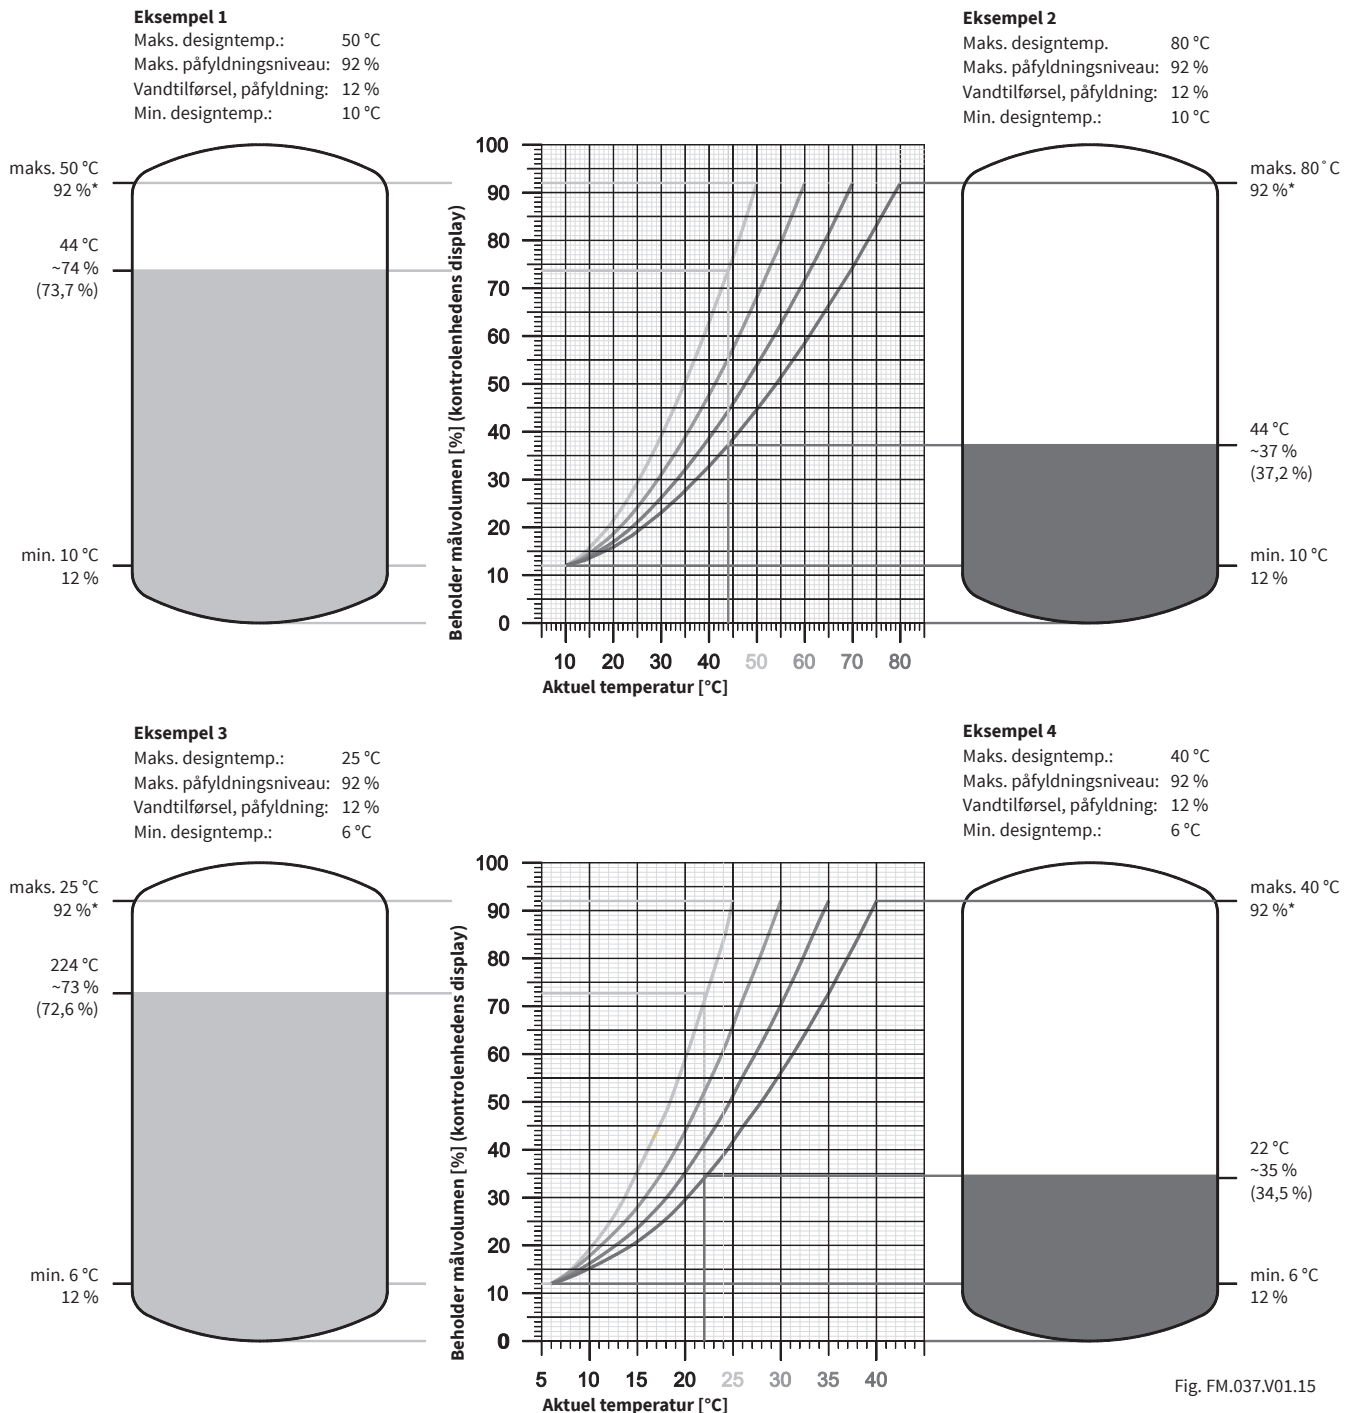 Eksempel 1
Maks. designtemp.: 50 °C
Maks. påfyldningsniveau: 92 %
Vandtilførsel, påfyldning: 12 %
Min. designtemp.: 10 °C
maks. 50 °C
92 %*
44 °C
~74 %
(73,7 %)
min. 10 °C
12 %
Beholder målvolumen [%] (kontrolenhedens display)
100
90
80
70
60
50
40
30
20
10
0
10 20 30 40 50 60 70 80
Aktuel temperatur [°C]
Eksempel 2
Maks. designtemp. 80 °C
Maks. påfyldningsniveau: 92 %
Vandtilførsel, påfyldning: 12 %
Min. designtemp.: 10 °C
maks. 80˚C
92 %*
44 °C
~37 %
(37,2 %)
min. 10 °C
12 %
Eksempel 3
Maks. designtemp.: 25 °C
Maks. påfyldningsniveau: 92 %
Vandtilførsel, påfyldning: 12 %
Min. designtemp.: 6 °C
maks. 25 °C
92 %*
224 °C
~73 %
(72,6 %)
min. 6 °C
12 %
Beholder målvolumen [%] (kontrolenhedens display)
100
90
80
70
60
50
40
30
20
10
0
5 10 15 20 25 30 35 40
Aktuel temperatur [°C]
Eksempel 4
Maks. designtemp.: 40 °C
Maks. påfyldningsniveau: 92 %
Vandtilførsel, påfyldning: 12 %
Min. designtemp.: 6 °C
maks. 40 °C
92 %*
22 °C
~35 %
(34,5 %)
min. 6 °C
12 %
Fig. FM.037.V01.15